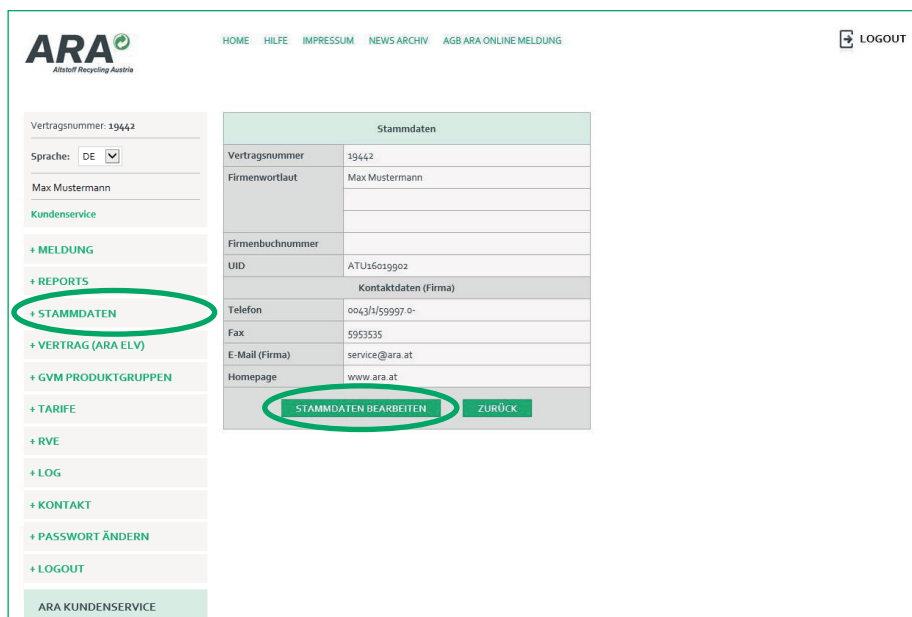 ARA
Altstoff Recycling Austria
HOME HILFE IMPRESSUM NEWS ARCHIV AGB ARA ONLINE MELDUNG
LOGOUT
Vertragsnummer: 19442
Sprache: DE
Max Mustermann
Kundenservice
+ MELDUNG
+ REPORTS
+ STAMMDATEN
+ VERTRAG (ARA ELV)
+ GVM PRODUKTGRUPPEN
+ TARIFE
+ RVE
+ LOG
+ KONTAKT
+ PASSWORT ÄNDERN
+ LOGOUT
ARA KUNDENSERVICE
Stammdaten
Vertragsnummer 19442
Firmenwortlaut Max Mustermann
Firmenbuchnummer
UID ATU16019902
Kontaktdaten (Firma)
Telefon 0043/1/59997.0-
Fax 5953535
E-Mail (Firma) service@ara.at
Homepage www.ara.at
STAMMDATEN BEARBEITEN ZURÜCK